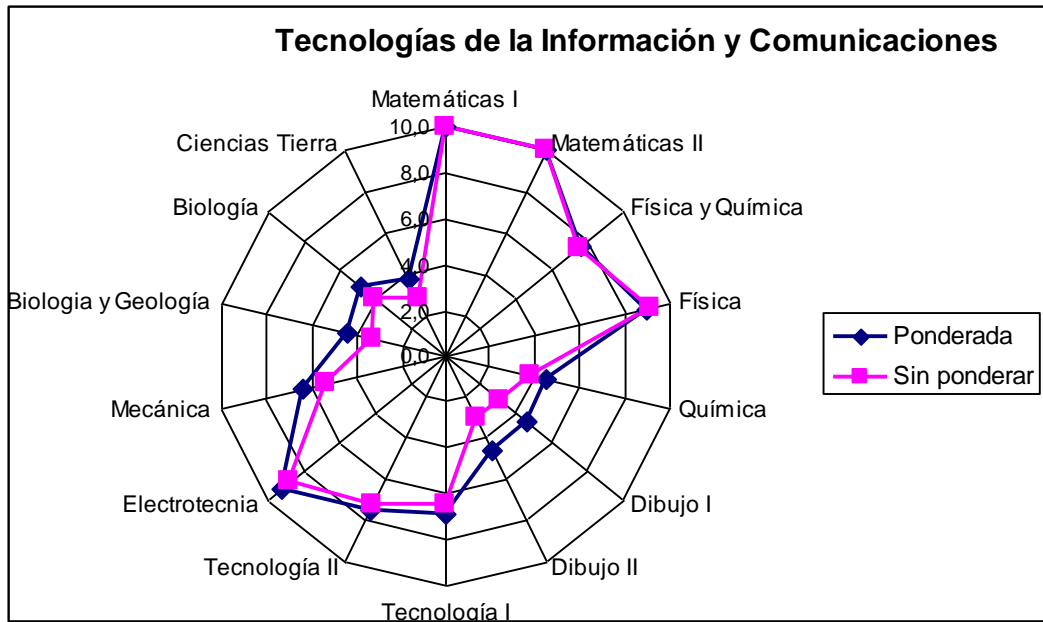 Tecnologías de la Información y Comunicaciones
Matemáticas I
Matemáticas II
Física y Química
Física
Química
Dibujo I
Dibujo II
Tecnología I
Tecnología II
Electrotecnia
Mecánica
Biologia y Geología
Biología
Ciencias Tierra
10,0
8,0
6,0
4,0
2,0
0,0
Ponderada
Sin ponderar